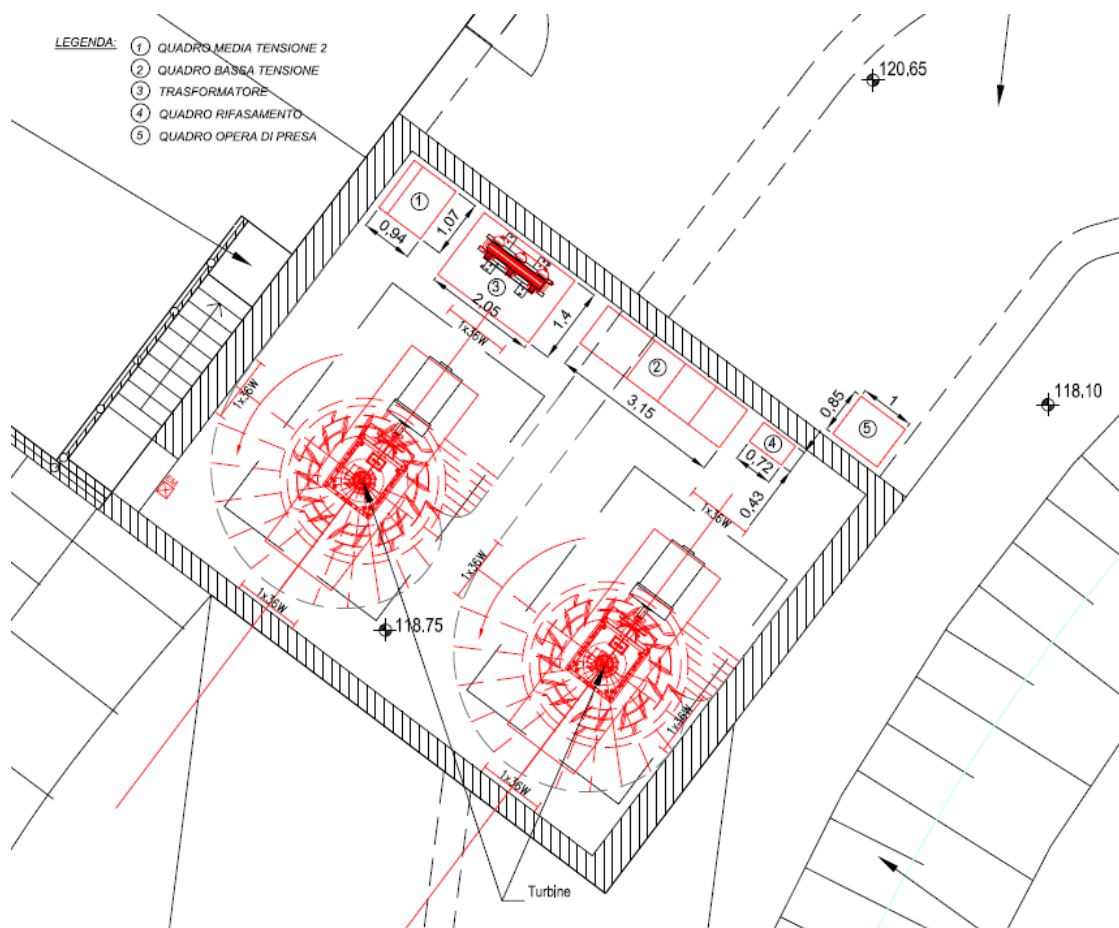 LEGENDA:
1 QUADRO MEDIA TENSIONE 2
2 QUADRO BASSA TENSIONE
3 TRASFORMATORE
4 QUADRO RIFASAMENTO
5 QUADRO OPERA DI PRESA
120,65
1
1,07
0,94
3
2,05
1,4
1x36W
2
3,15
1x36W
118,10
0,85
1
5
4
0,72
0,43
1x36W
1x36W
1x36W
118.75
1x36W
1x36W
Turbine